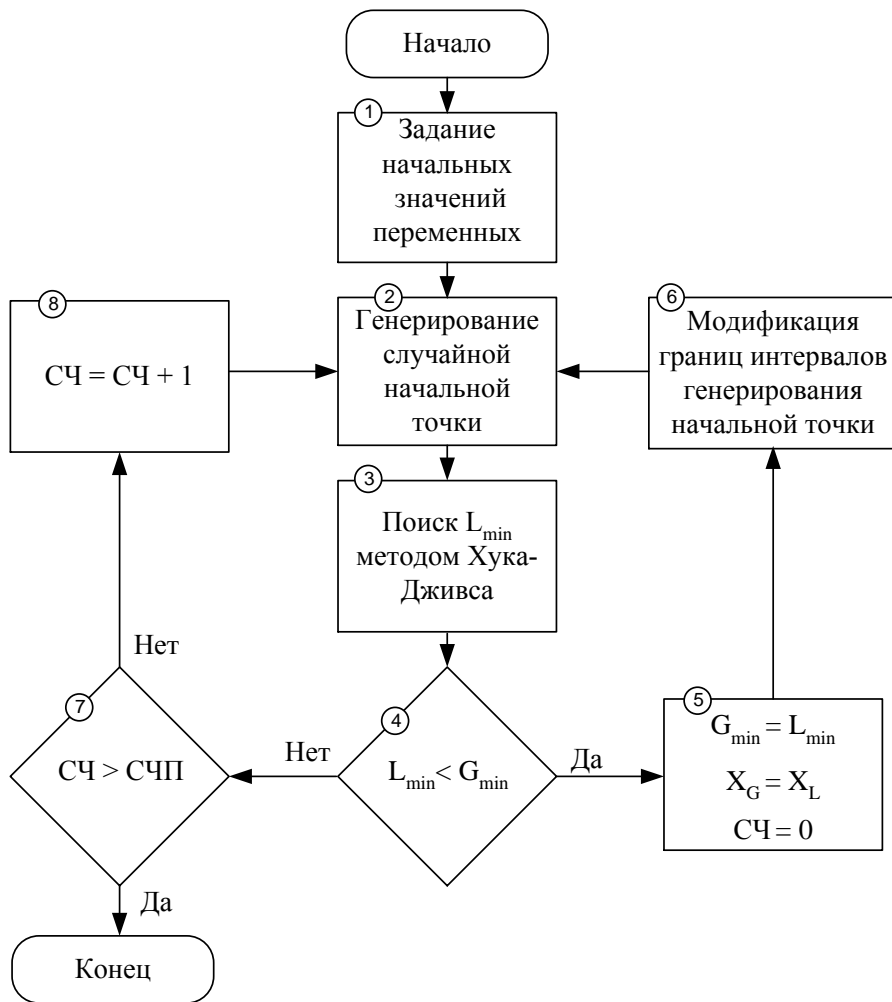 Начало
1
Задание
начальных
значений
переменных
2
Генерирование
случайной
начальной
точки
3
Поиск L_min
методом Хука-
Дживса
4
L_min < G_min
Да
5
G_min = L_min
X_G = X_L
СЧ = 0
6
Модификация
границ интервалов
генерирования
начальной точки
Нет
7
СЧ > СЧП
Нет
8
СЧ = СЧ + 1
Да
Конец